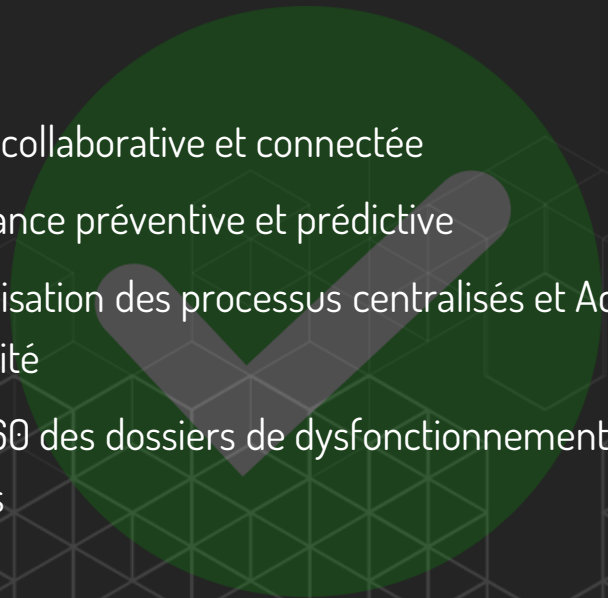 collaborative et connectée
ance préventive et prédictive
isation des processus centralisés et Ac
ité
60 des dossiers de dysfonctionnement
s